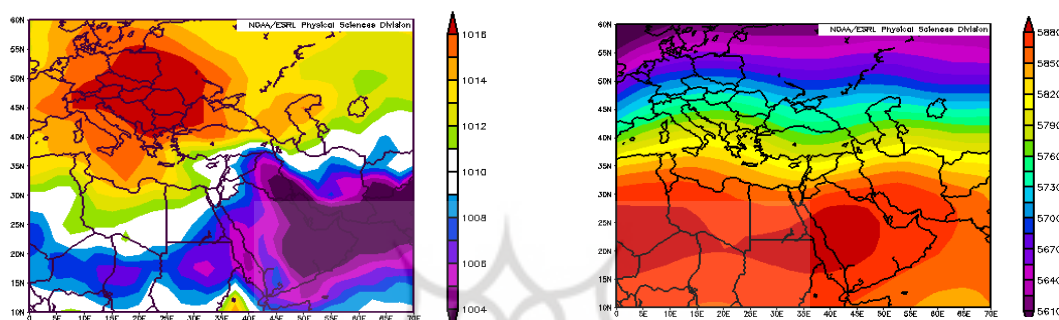 NOAA/ESRL Physical Sciences Division
60N
55N
50N
45N
40N
35N
30N
25N
20N
15N
10N
0 5E 10E 15E 20E 25E 30E 35E 40E 45E 50E 55E 60E 65E 70E
1016
1014
1012
1010
1008
1006
1004
NOAA/ESRL Physical Sciences Division
60N
55N
50N
45N
40N
35N
30N
25N
20N
15N
10N
0 5E 10E 15E 20E 25E 30E 35E 40E 45E 50E 55E 60E 65E 70E
5880
5850
5820
5790
5760
5730
5700
5670
5640
5610